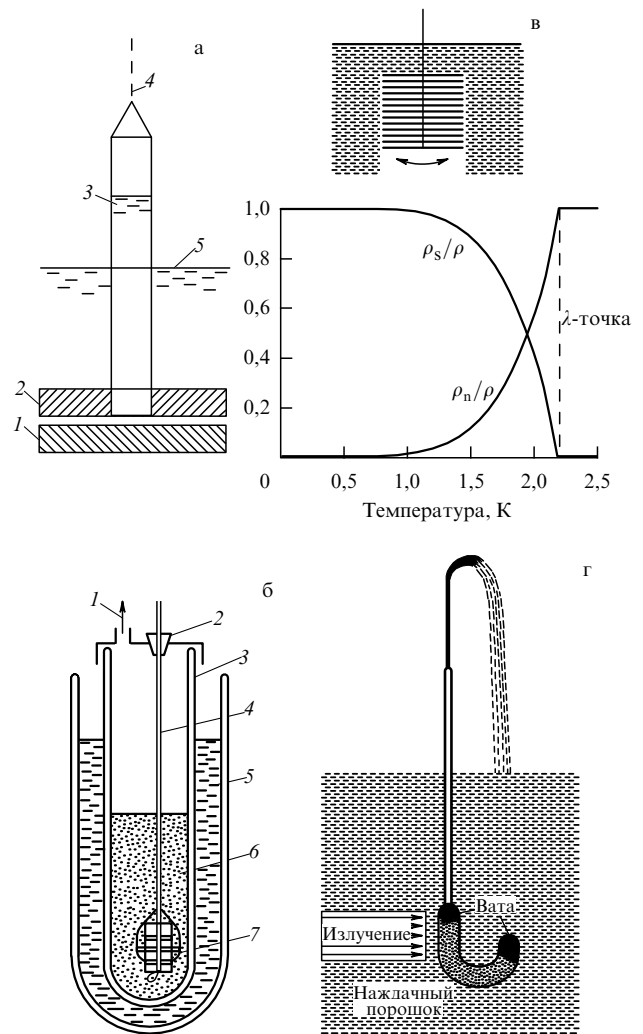 а
4
3
5
2
1
в
1,0
0,8
0,6
0,4
0,2
ρs/ρ
ρn/ρ
λ-точка
0
0,5
1,0
1,5
2,0
2,5
Температура, К
б
1
2
3
4
5
6
7
г
Вата
Излучение
Наждачный
порошок